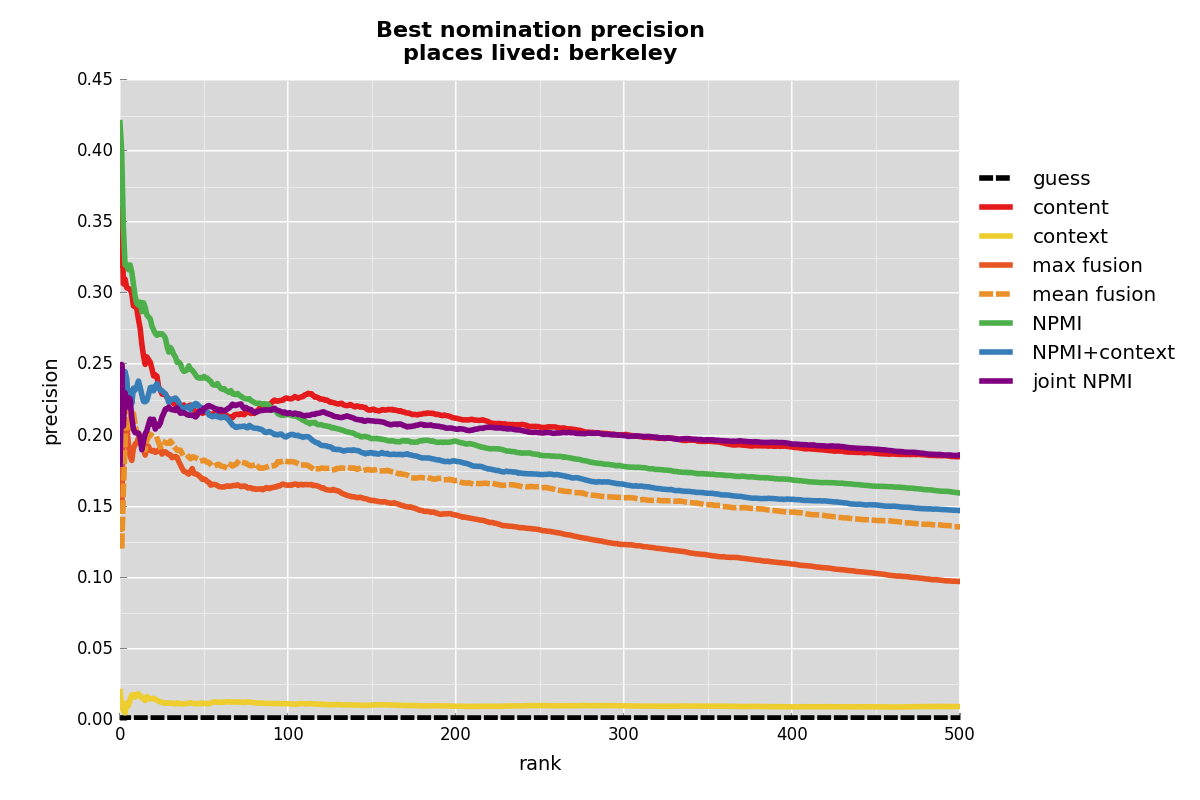 Best nomination precision
places lived: berkeley
precision
0.45
0.40
0.35
0.30
0.25
0.20
0.15
0.10
0.05
0.00
0 100 200 300 400 500
rank
guess
content
context
max fusion
mean fusion
NPMI
NPMI+context
joint NPMI